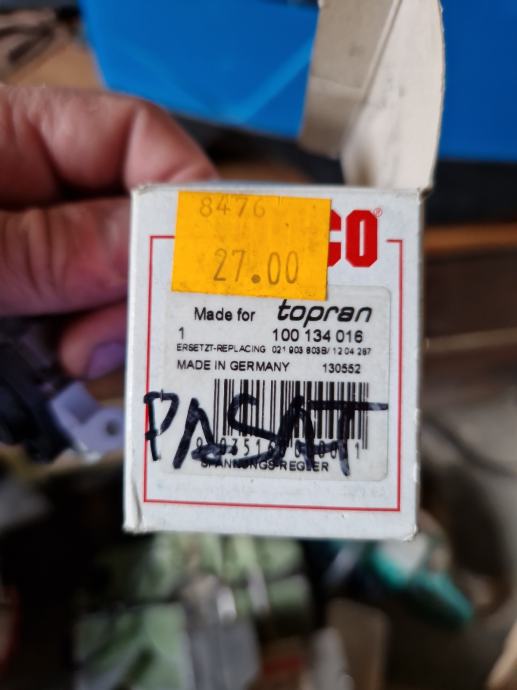 8476
27.00
CO®
Made for topran
1 100 134 016
ERSETZT-REPLACING 021 903 803B/ 12 04 287
MADE IN GERMANY 130552
PASAT
SPANNUNGS-REGLER